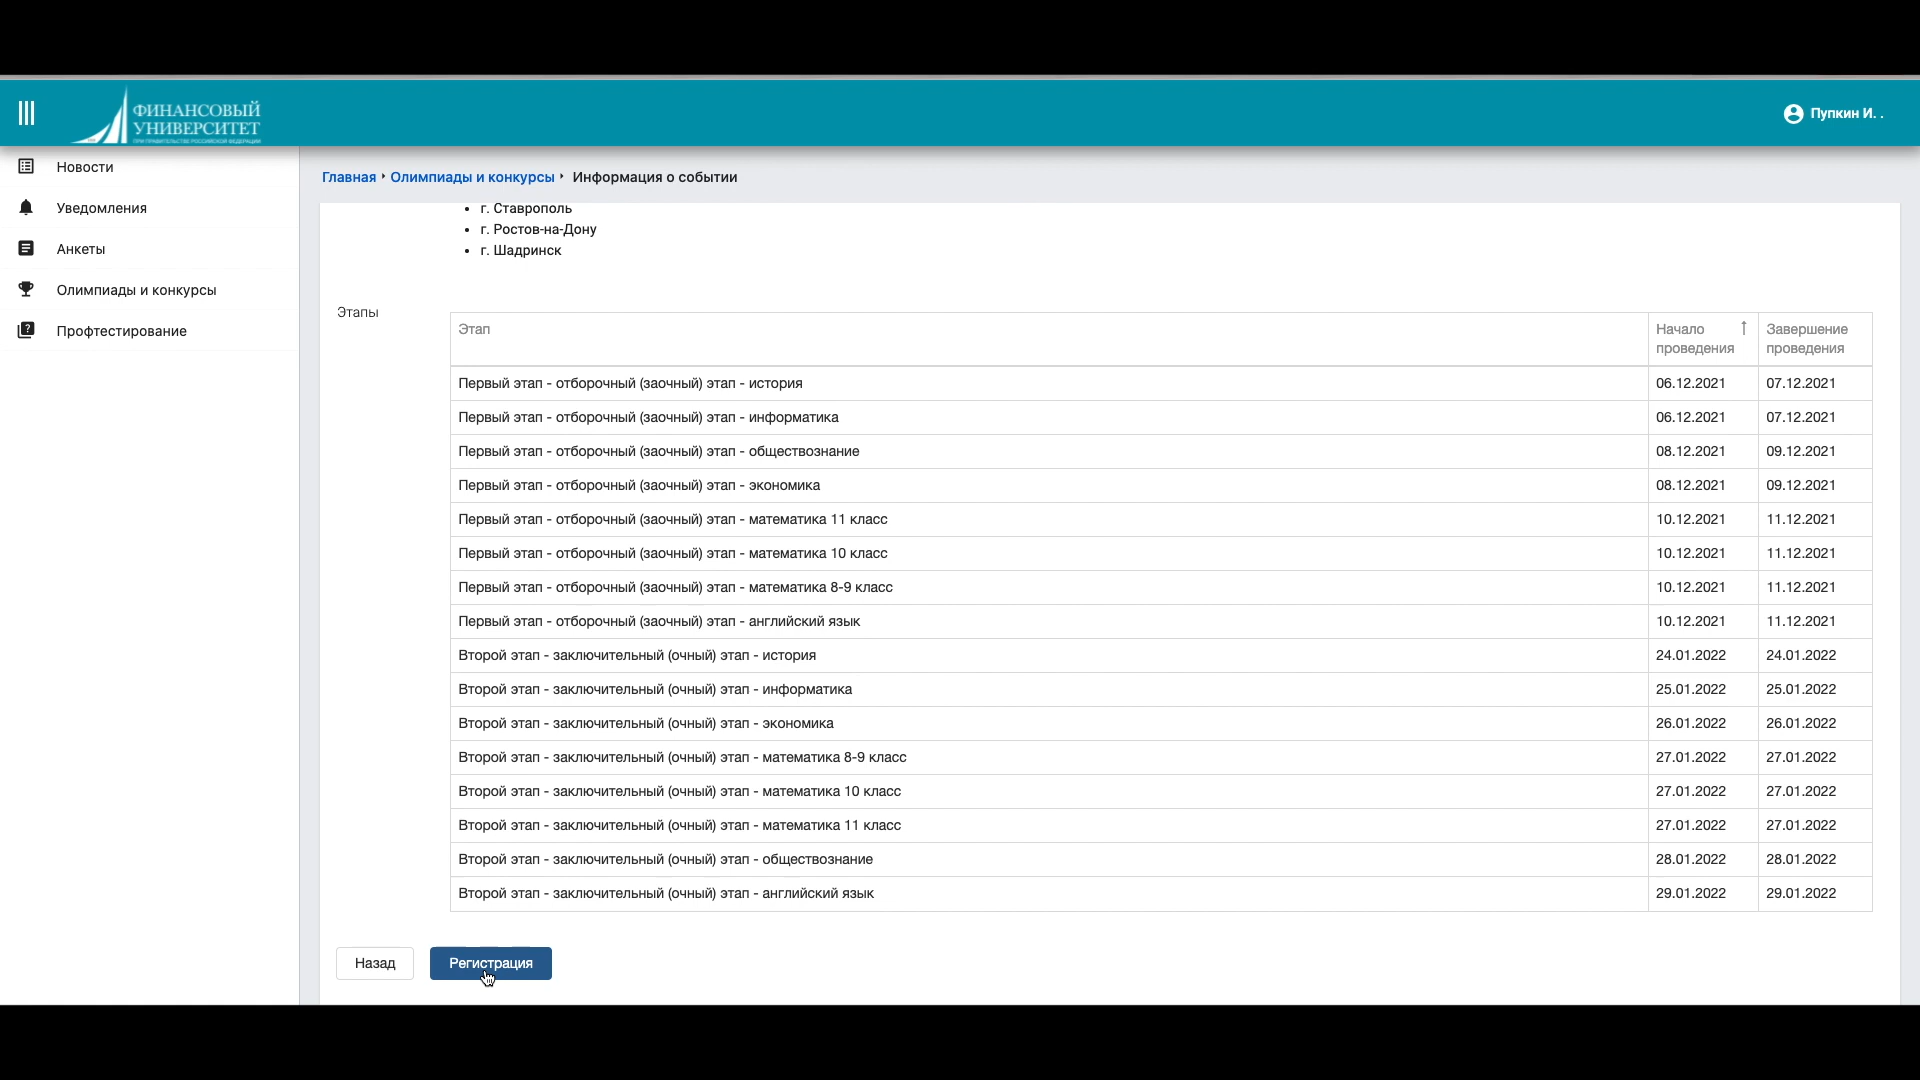 ФИНАНСОВЫЙ
УНИВЕРСИТЕТ
ПРИ ПРАВИТЕЛЬСТВЕ РОССИЙСКОЙ ФЕДЕРАЦИИ
Пупкин И. .
Новости
Уведомления
Анкеты
Олимпиады и конкурсы
Профтестирование
Главная Олимпиады и конкурсы Информация о событии
• г. Ставрополь
• г. Ростов-на-Дону
• г. Шадринск
Этапы
Этап Начало проведения ↑ Завершение проведения
Первый этап - отборочный (заочный) этап - история 06.12.2021 07.12.2021
Первый этап - отборочный (заочный) этап - информатика 06.12.2021 07.12.2021
Первый этап - отборочный (заочный) этап - обществознание 08.12.2021 09.12.2021
Первый этап - отборочный (заочный) этап - экономика 08.12.2021 09.12.2021
Первый этап - отборочный (заочный) этап - математика 11 класс 10.12.2021 11.12.2021
Первый этап - отборочный (заочный) этап - математика 10 класс 10.12.2021 11.12.2021
Первый этап - отборочный (заочный) этап - математика 8-9 класс 10.12.2021 11.12.2021
Первый этап - отборочный (заочный) этап - английский язык 10.12.2021 11.12.2021
Второй этап - заключительный (очный) этап - история 24.01.2022 24.01.2022
Второй этап - заключительный (очный) этап - информатика 25.01.2022 25.01.2022
Второй этап - заключительный (очный) этап - экономика 26.01.2022 26.01.2022
Второй этап - заключительный (очный) этап - математика 8-9 класс 27.01.2022 27.01.2022
Второй этап - заключительный (очный) этап - математика 10 класс 27.01.2022 27.01.2022
Второй этап - заключительный (очный) этап - математика 11 класс 27.01.2022 27.01.2022
Второй этап - заключительный (очный) этап - обществознание 28.01.2022 28.01.2022
Второй этап - заключительный (очный) этап - английский язык 29.01.2022 29.01.2022
Назад Регистрация